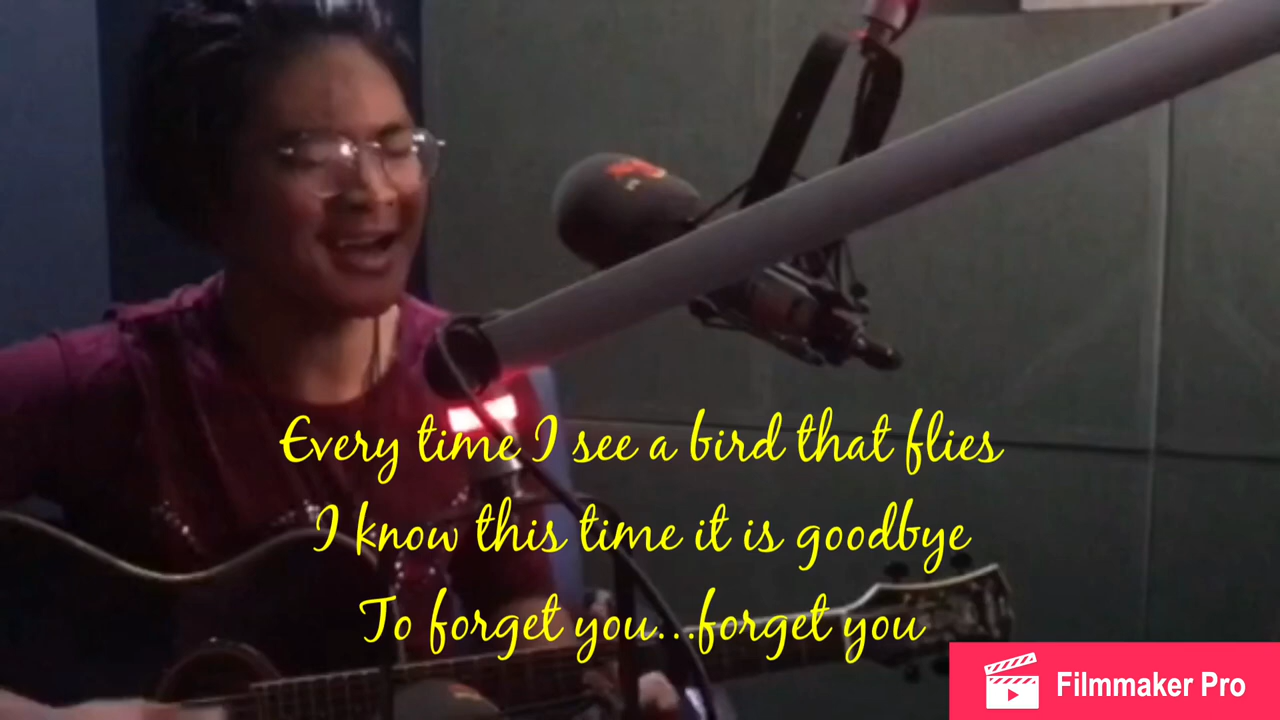 Every time I see a bird that flies
I know this time it is goodbye
To forget you...forget you
Filmmaker Pro